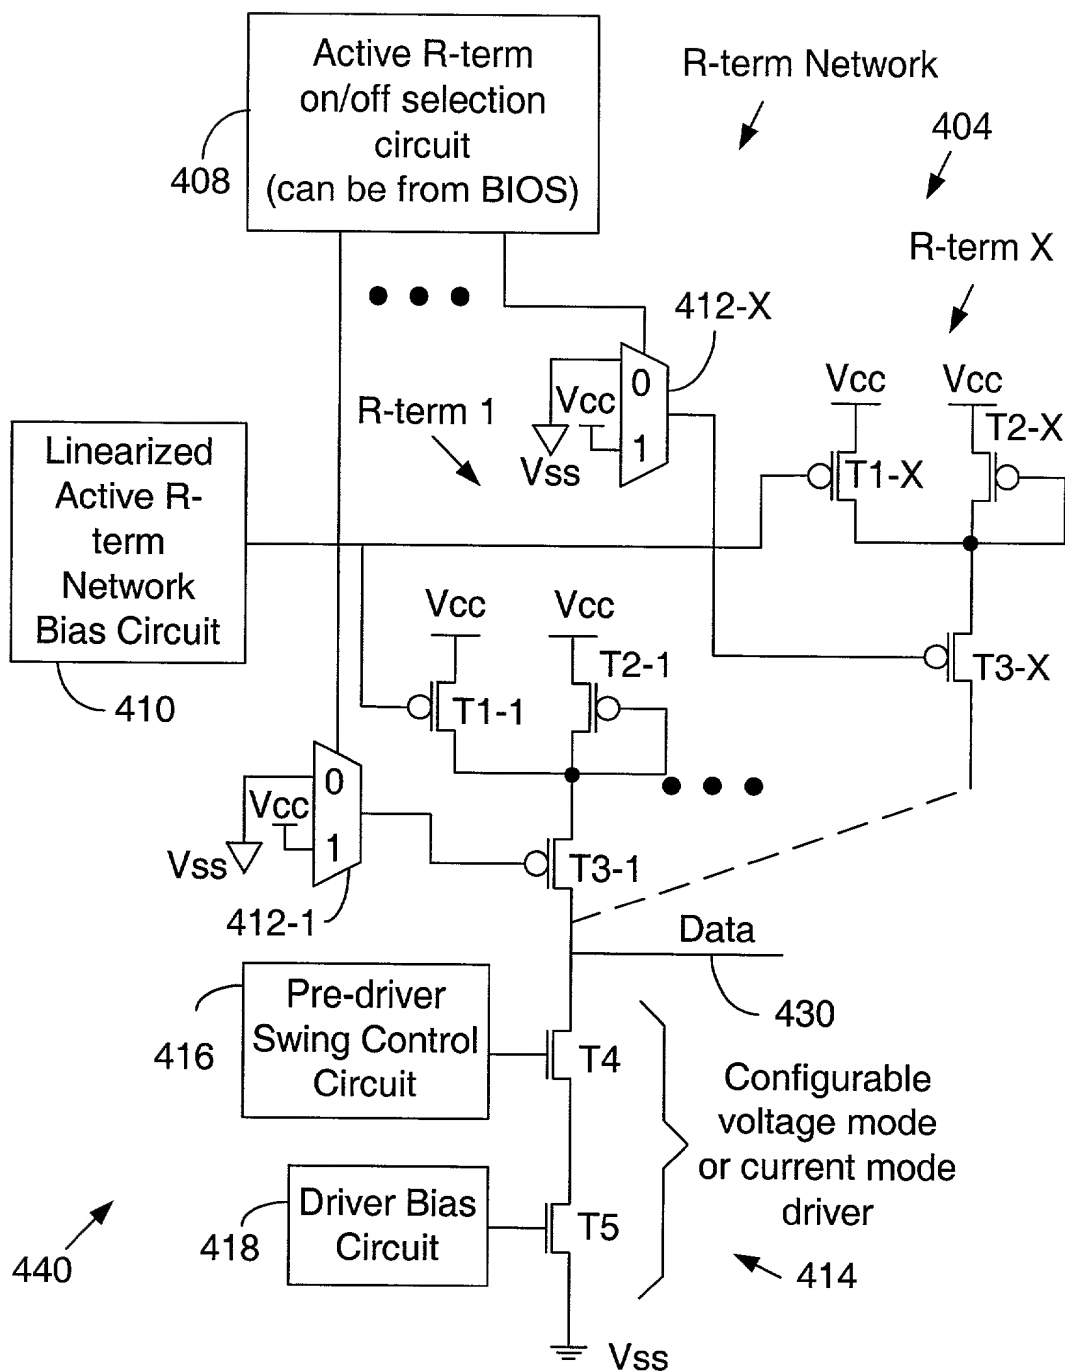 Active R-term
on/off selection
circuit
(can be from BIOS)
408
R-term Network
404
R-term X
412-X
0
Vcc
1
Vss
R-term 1
Vcc
Vcc
T2-X
T1-X
T3-X
Linearized
Active R-
term
Network
Bias Circuit
410
Vcc
Vcc
T2-1
T1-1
0
Vcc
1
Vss
412-1
T3-1
Data
430
Pre-driver
Swing Control
Circuit
416
T4
Configurable
voltage mode
or current mode
driver
414
Driver Bias
Circuit
418
T5
440
Vss